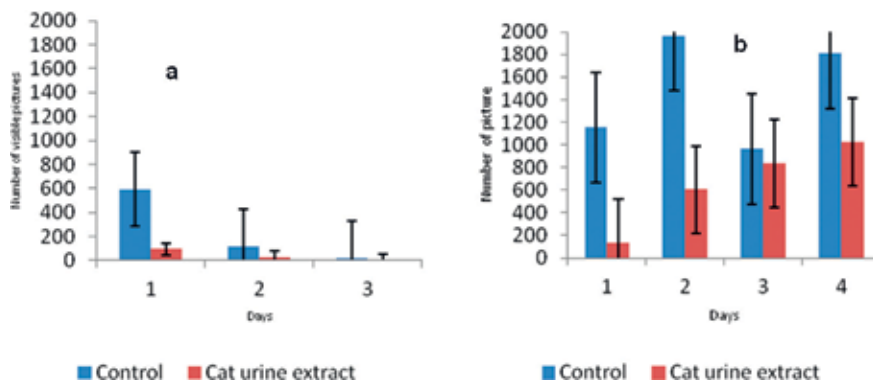 2000
1800
1600
1400
1200
1000
800
600
400
200
0
Number of visible pictures
a
1 2 3
Days
Control Cat urine extract
2000
1800
1600
1400
1200
1000
800
600
400
200
0
Number of picture
b
1 2 3 4
Days
Control Cat urine extract